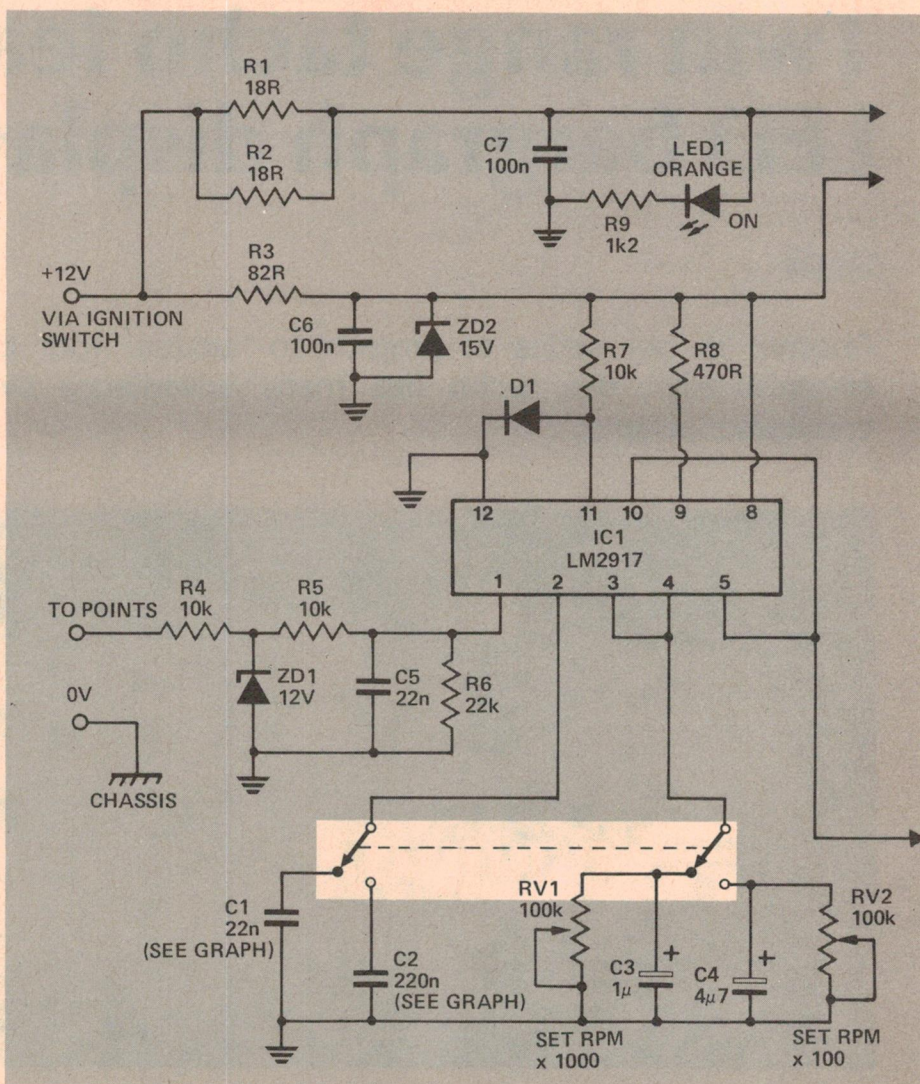 R1
18R
R2
18R
C7
100n
LED1
ORANGE
R9
1k2
ON
+12V
VIA IGNITION
SWITCH
R3
82R
C6
100n
ZD2
15V
R7
10k
R8
470R
D1
12 11 10 9 8
IC1
LM2917
1 2 3 4 5
TO POINTS
R4
10k
R5
10k
ZD1
12V
C5
22n
R6
22k
0V
CHASSIS
C1
22n
(SEE GRAPH)
C2
220n
(SEE GRAPH)
RV1
100k
+
C3
1μ
+
C4
4μ7
RV2
100k
SET RPM
x 1000
SET RPM
x 100